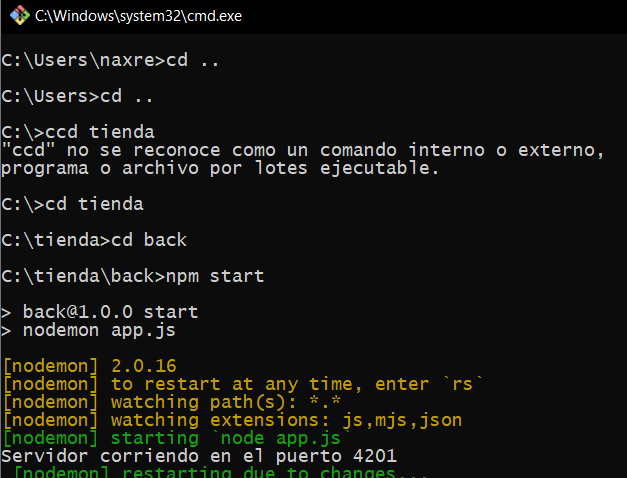 C:\Windows\system32\cmd.exe
C:\Users\naxre>cd ..
C:\Users>cd ..
C:\>ccd tienda
"ccd" no se reconoce como un comando interno o externo,
programa o archivo por lotes ejecutable.
C:\>cd tienda
C:\tienda>cd back
C:\tienda\back>npm start
> back@1.0.0 start
> nodemon app.js
[nodemon] 2.0.16
[nodemon] to restart at any time, enter `rs`
[nodemon] watching path(s): *.*
[nodemon] watching extensions: js,mjs,json
[nodemon] starting `node app.js`
Servidor corriendo en el puerto 4201
[nodemon] restarting due to changes...